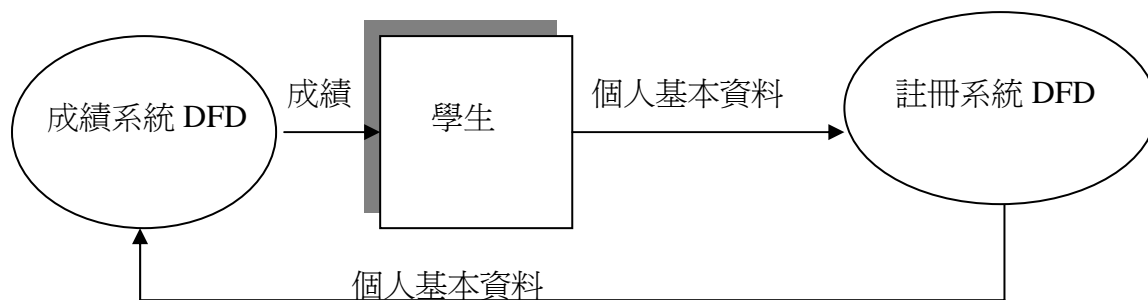 成績系統 DFD
成績
學生
個人基本資料
註冊系統 DFD
個人基本資料